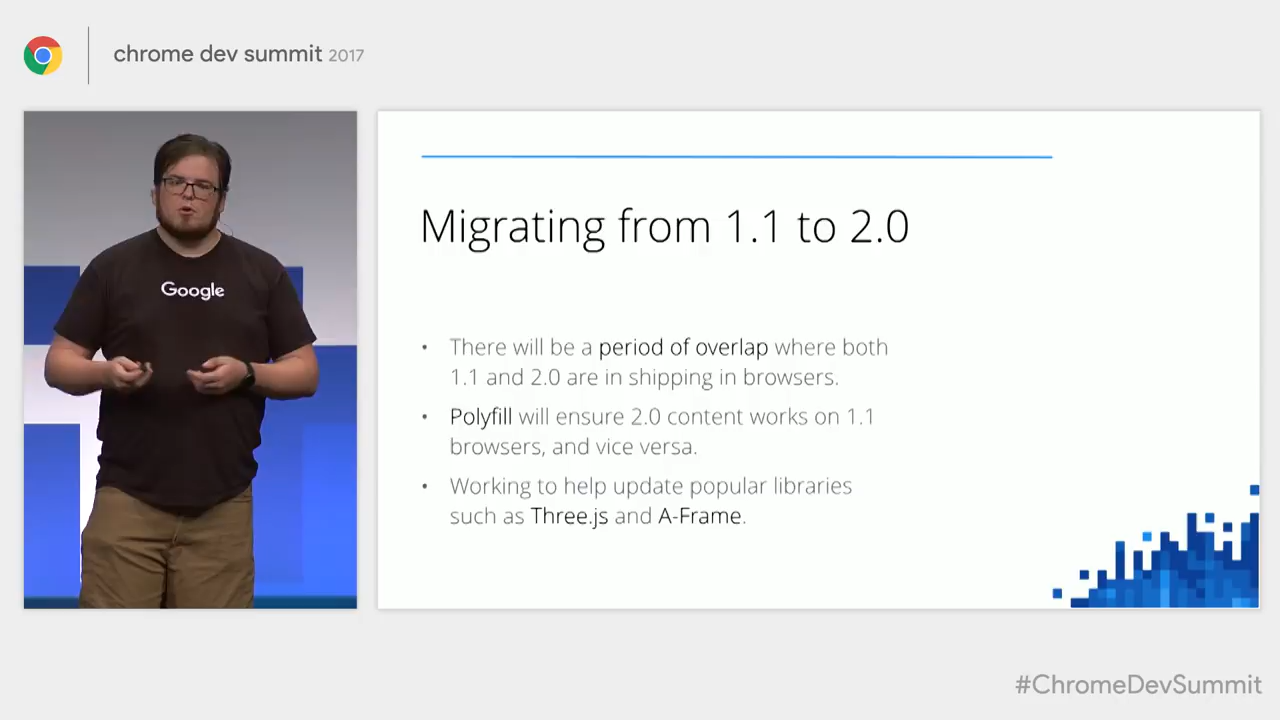 chrome dev summit 2017
Google
Migrating from 1.1 to 2.0
• There will be a period of overlap where both
1.1 and 2.0 are in shipping in browsers.
• Polyfill will ensure 2.0 content works on 1.1
browsers, and vice versa.
• Working to help update popular libraries
such as Three.js and A-Frame.
#ChromeDevSummit